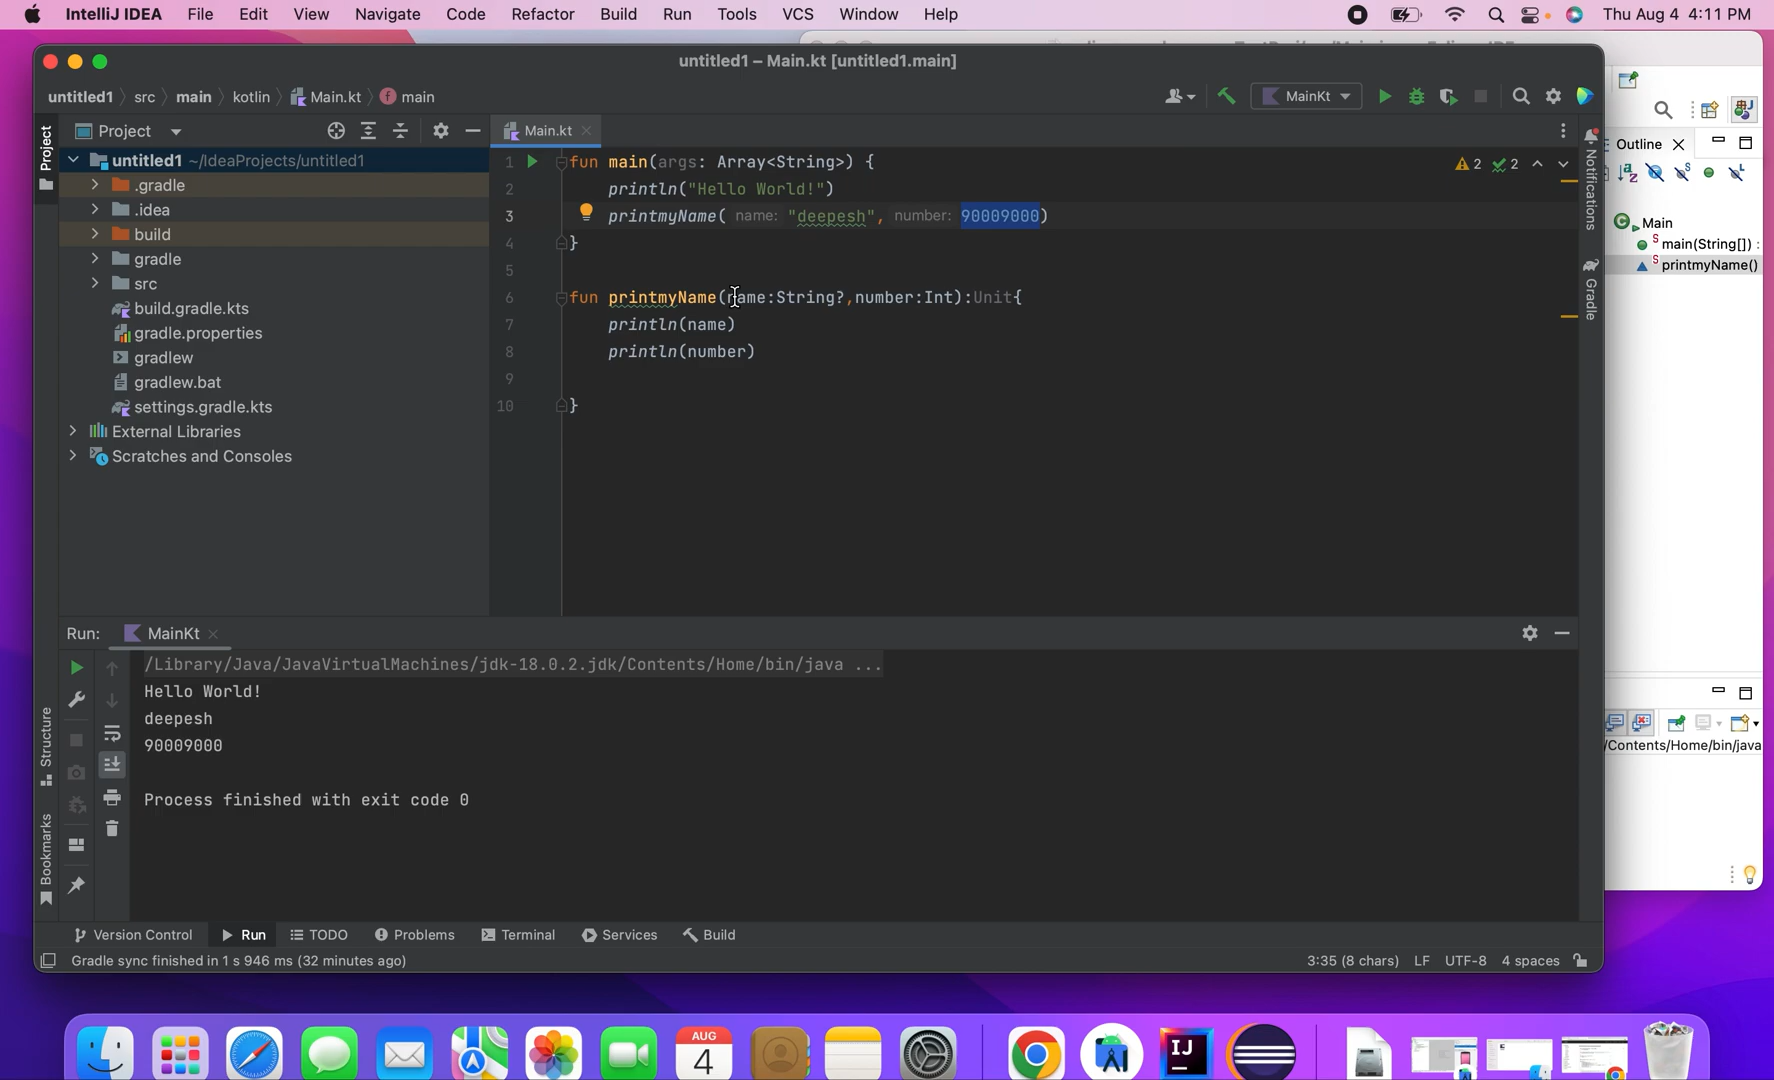 IntelliJ IDEA File Edit View Navigate Code Refactor Build Run Tools VCS Window Help Thu Aug 4 4:11 PM
untitled1 – Main.kt [untitled1.main]
untitled1 src main kotlin Main.kt main MainKt
Project Main.kt
Project
untitled1 ~/IdeaProjects/untitled1
.gradle
.idea
build
gradle
src
build.gradle.kts
gradle.properties
gradlew
gradlew.bat
settings.gradle.kts
External Libraries
Scratches and Consoles
1 fun main(args: Array<String>) {
2 println("Hello World!")
3 printmyName( name: "deepesh", number: 90009000)
4 }
5
6 fun printmyName(name:String?,number:Int):Unit{
7 println(name)
8 println(number)
9
10 }
2 2
Notifications
Gradle
Outline
Main
main(String[]) :
printmyName()
/Contents/Home/bin/java
Run: MainKt
/Library/Java/JavaVirtualMachines/jdk-18.0.2.jdk/Contents/Home/bin/java ...
Hello World!
deepesh
90009000
Process finished with exit code 0
Structure
Bookmarks
Version Control Run TODO Problems Terminal Services Build
Gradle sync finished in 1 s 946 ms (32 minutes ago) 3:35 (8 chars) LF UTF-8 4 spaces
AUG
4
IJ